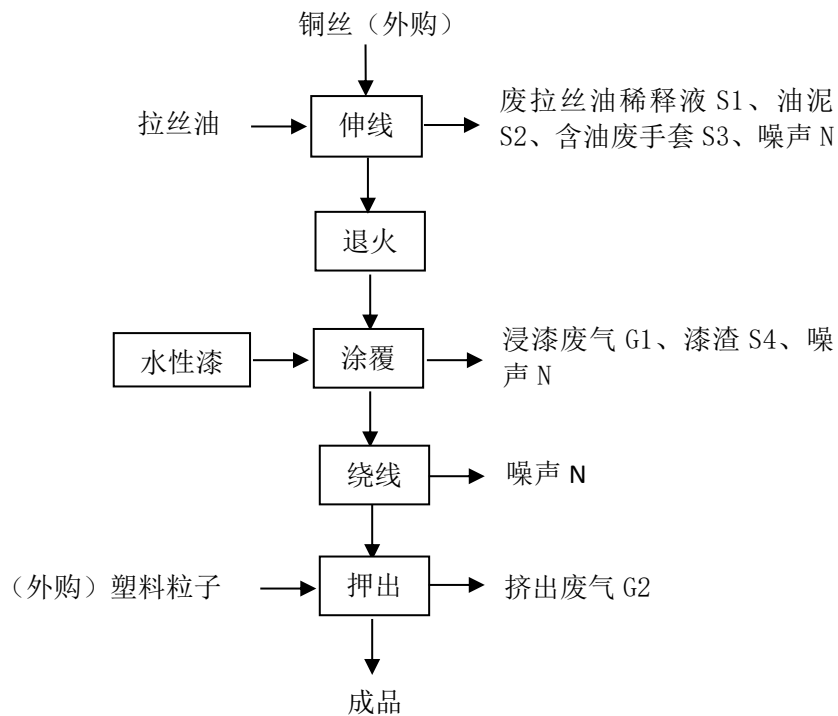 铜丝（外购）
拉丝油
伸线
废拉丝油稀释液 S1、油泥
S2、含油废手套 S3、噪声 N
退火
水性漆
涂覆
浸漆废气 G1、漆渣 S4、噪
声 N
绕线
噪声 N
（外购）塑料粒子
押出
挤出废气 G2
成品